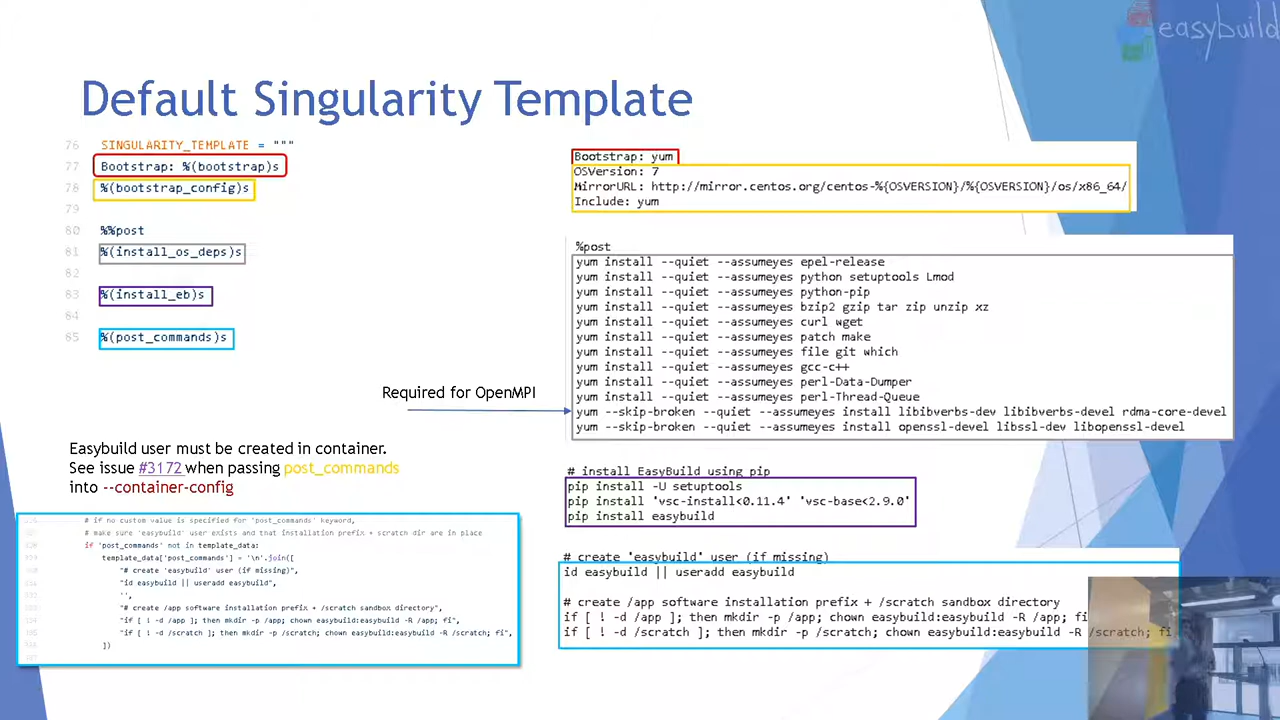 easybuild
Default Singularity Template
76 SINGULARITY_TEMPLATE = """
77 Bootstrap: %(bootstrap)s
78 %(bootstrap_config)s
79
80 %%post
81 %(install_os_deps)s
82
83 %(install_eb)s
84
85 %(post_commands)s
Bootstrap: yum
OSVersion: 7
MirrorURL: http://mirror.centos.org/centos-%{OSVERSION}/%{OSVERSION}/os/x86_64/
Include: yum
%post
yum install --quiet --assumeyes epel-release
yum install --quiet --assumeyes python setuptools Lmod
yum install --quiet --assumeyes python-pip
yum install --quiet --assumeyes bzip2 gzip tar zip unzip xz
yum install --quiet --assumeyes curl wget
yum install --quiet --assumeyes patch make
yum install --quiet --assumeyes file git which
yum install --quiet --assumeyes gcc-c++
yum install --quiet --assumeyes perl-Data-Dumper
yum install --quiet --assumeyes perl-Thread-Queue
yum --skip-broken --quiet --assumeyes install libibverbs-dev libibverbs-devel rdma-core-devel
yum --skip-broken --quiet --assumeyes install openssl-devel libssl-dev libopenssl-devel
Required for OpenMPI
Easybuild user must be created in container.
See issue #3172 when passing post_commands
into --container-config
# install EasyBuild using pip
pip install -U setuptools
pip install 'vsc-install<0.11.4' 'vsc-base<2.9.0'
pip install easybuild
# if no custom value is specified for 'post_commands' keyword,
# make sure 'easybuild' user exists and that installation prefix + scratch dir are in place
if 'post_commands' not in template_data:
template_data['post_commands'] = '\n'.join([
"# create 'easybuild' user (if missing)",
"id easybuild || useradd easybuild",
'',
"# create /app software installation prefix + /scratch sandbox directory",
"if [ ! -d /app ]; then mkdir -p /app; chown easybuild:easybuild -R /app; fi",
"if [ ! -d /scratch ]; then mkdir -p /scratch; chown easybuild:easybuild -R /scratch; fi",
])
# create 'easybuild' user (if missing)
id easybuild || useradd easybuild
# create /app software installation prefix + /scratch sandbox directory
if [ ! -d /app ]; then mkdir -p /app; chown easybuild:easybuild -R /app; fi
if [ ! -d /scratch ]; then mkdir -p /scratch; chown easybuild:easybuild -R /scratch; fi